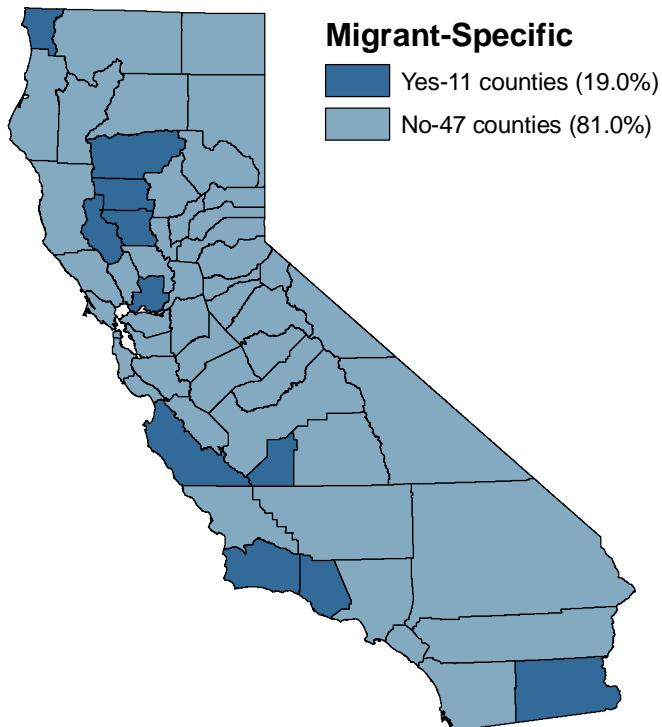 Migrant-Specific
Yes-11 counties (19.0%)
No-47 counties (81.0%)